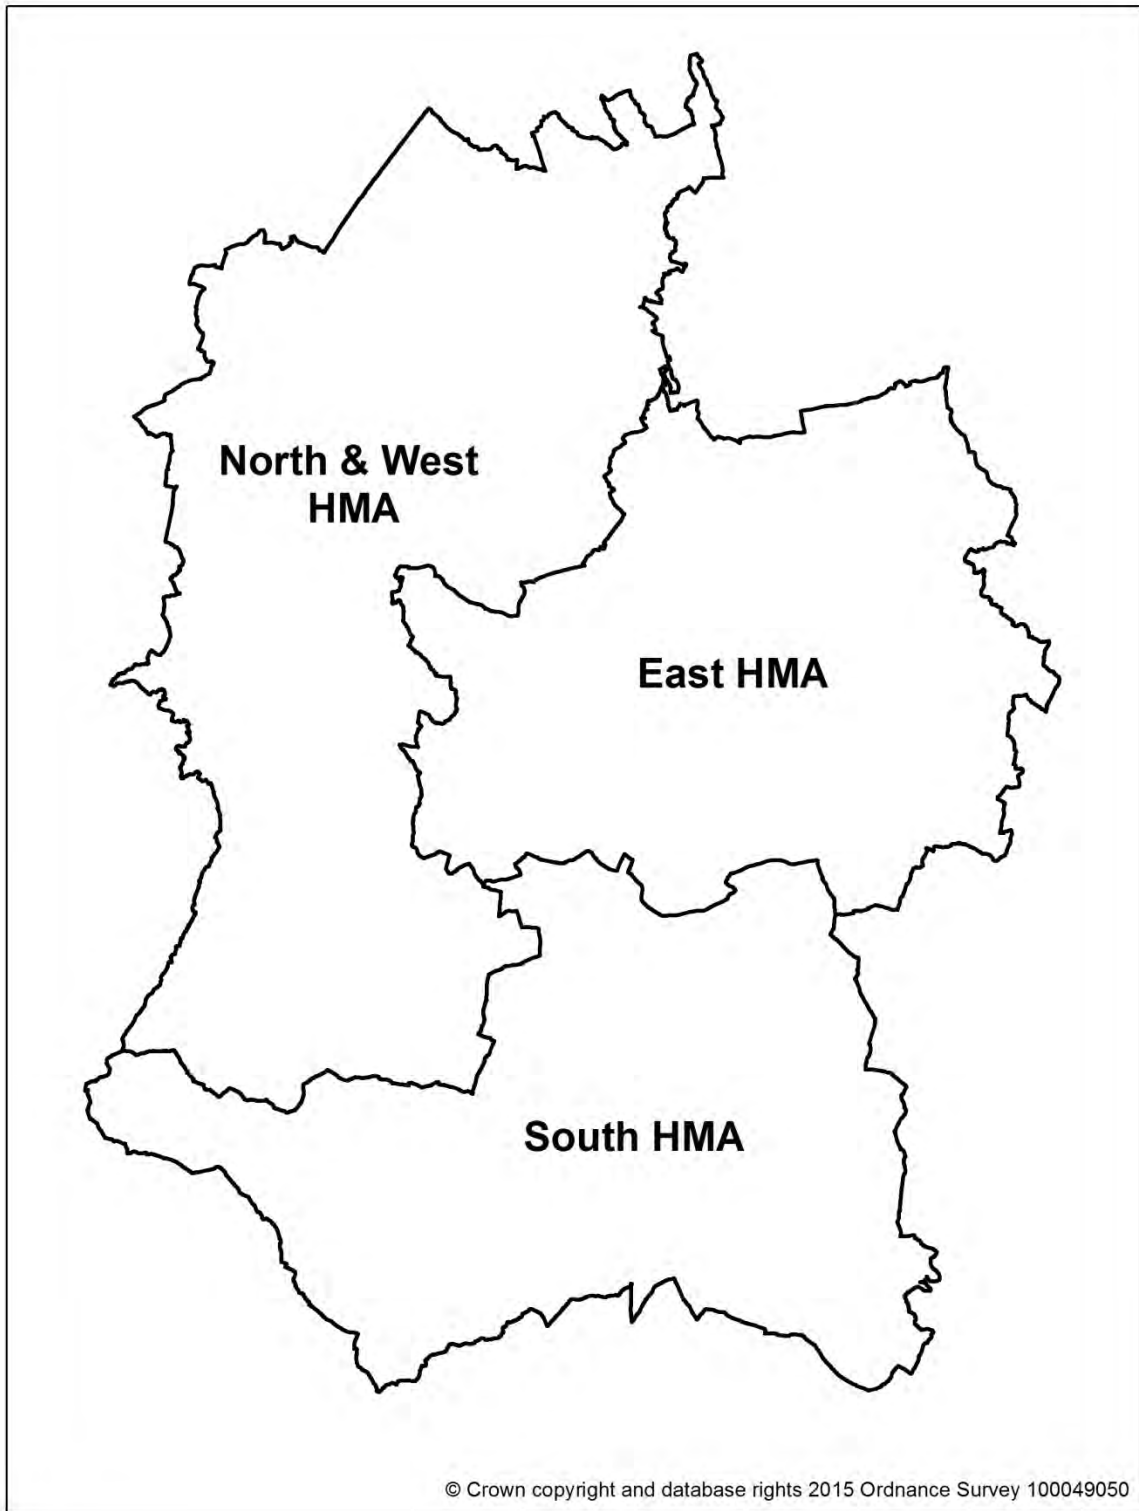 North & West
HMA
East HMA
South HMA
© Crown copyright and database rights 2015 Ordnance Survey 100049050